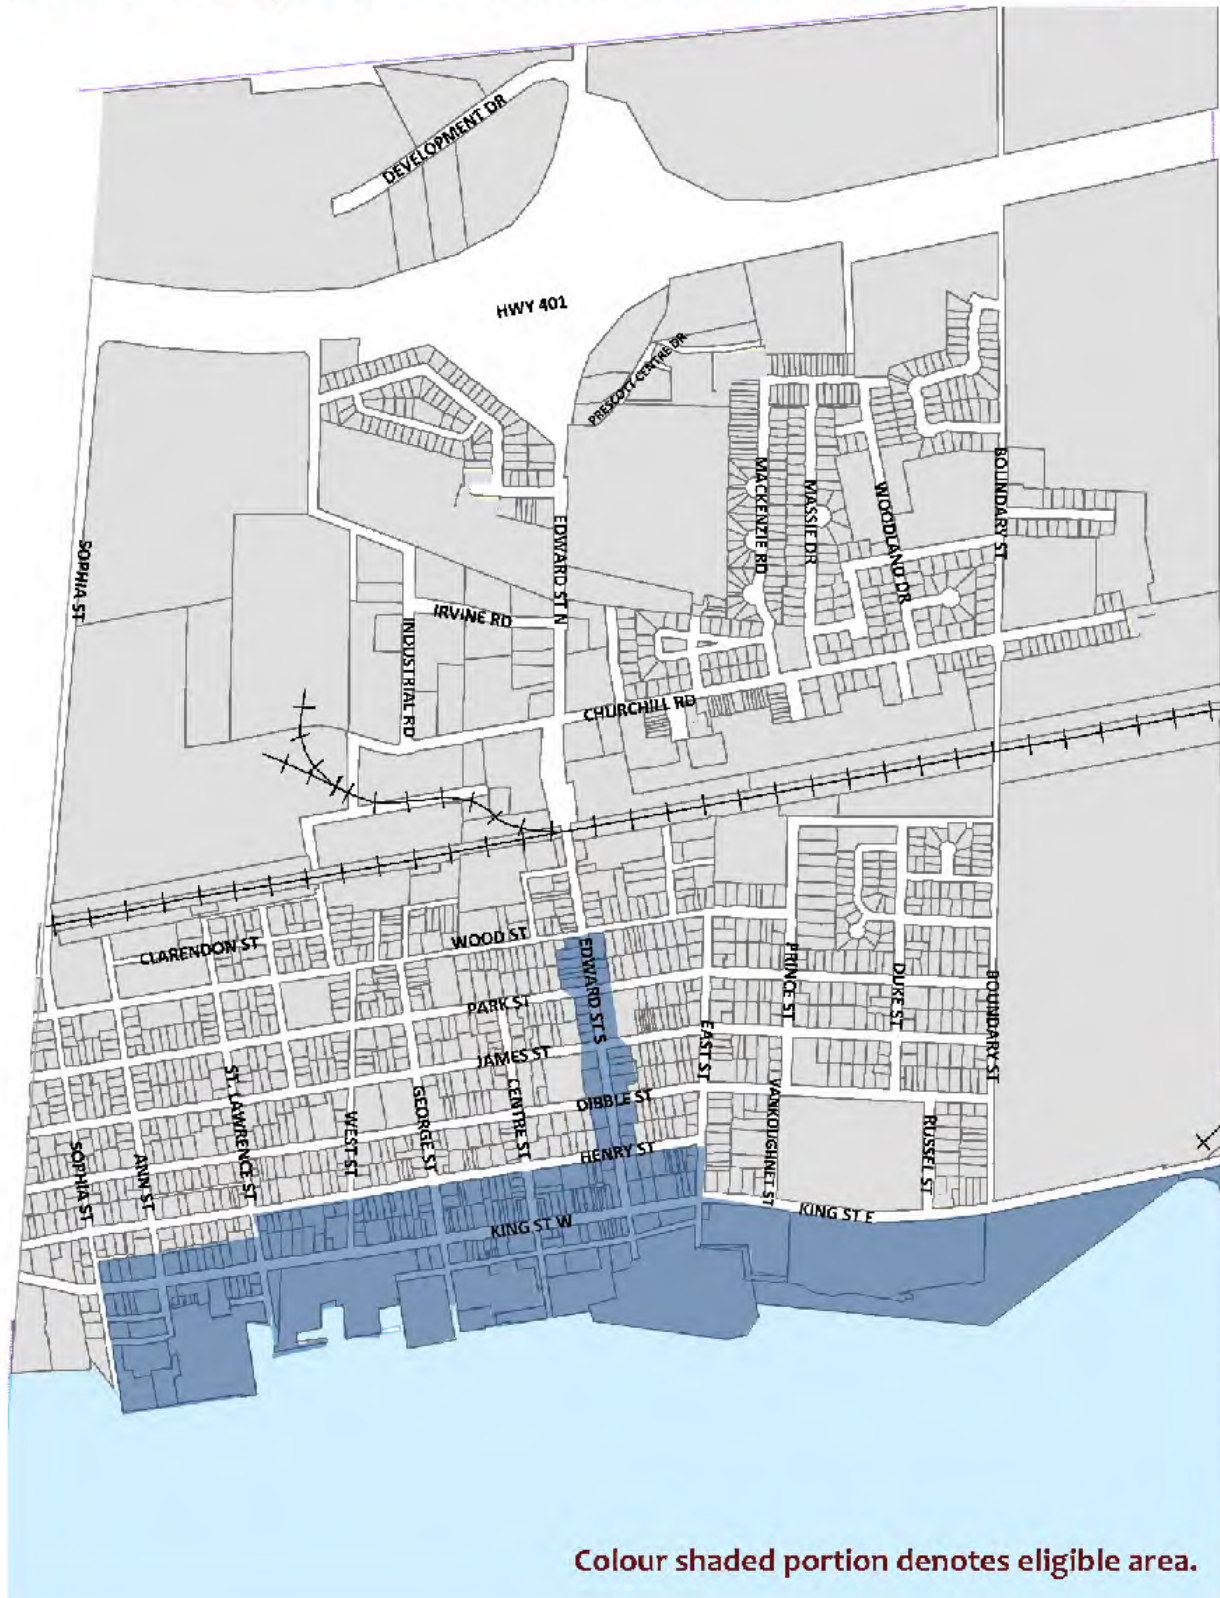 DEVELOPMENT DR
HWY 401
PRESCOTT CENTRE DR
MACKENZIE RD
MASSIE DR
WOODLAND DR
BOUNDARY ST
SOPHIA ST
EDWARD ST N
IRVINE RD
INDUSTRIAL RD
CHURCHILL RD
CLARENDON ST
WOOD ST
EDWARD ST S
PRINCE ST
DUKE ST
BOUNDARY ST
PARK ST
JAMES ST
EAST ST
ST. LAWRENCE ST
WEST ST
GEORGE ST
CENTRE ST
DIBBLE ST
VANKOUGHNET ST
RUSSEL ST
SOPHIA ST
ANN ST
HENRY ST
KING ST W
KING ST E
Colour shaded portion denotes eligible area.